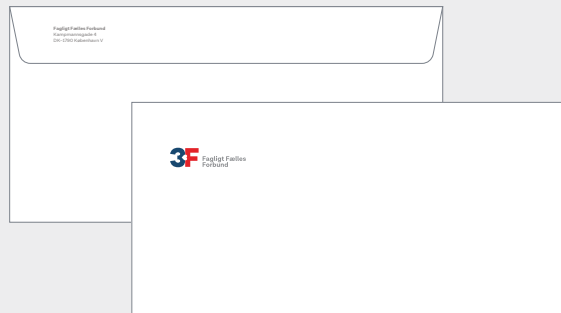 Fagligt Fælles Forbund
Kampmannsgade 4
DK-1790 København V
3F
Fagligt Fælles
Forbund